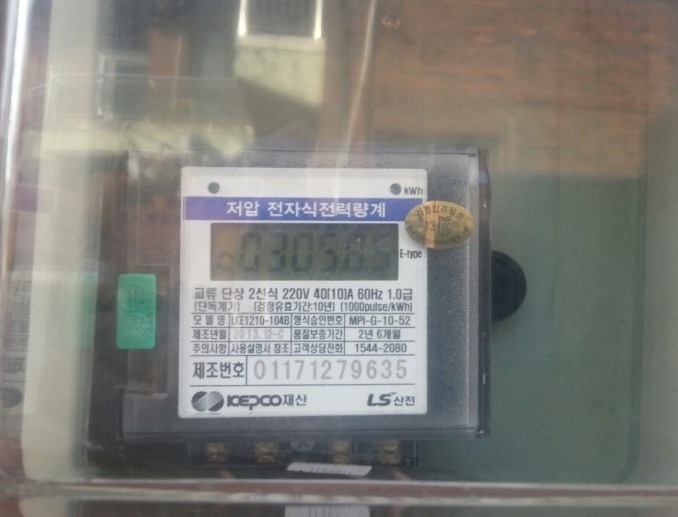 kWh
저압 전자식전력량계
E-type
교류 단상 2선식 220V 40(10)A 60Hz 1.0급
[단독계기] (검정유효기간:10년) (1000pulse/kWh)
모델명 LKE1210-104B 형식승인번호 MPI-G-10-52
제조년월 2013. 품질보증기간 2년 6개월
주의사항 사용설명서 참조 고객상담전화 1544-2080
제조번호 01171279635
KEPCO재산 LS산전